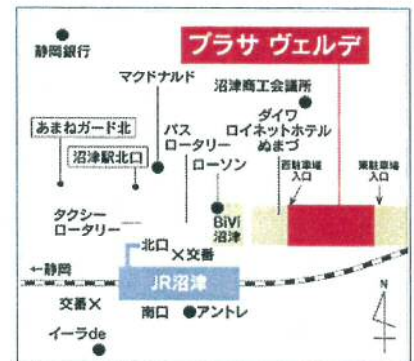 静岡銀行
プラサ ヴェルデ
マクドナルド
沼津商工会議所
あまねガード北
沼津駅北口
バス
ロータリー
ローソン
ダイワ
ロイネットホテル
ぬまづ
西駐車場
入口
東駐車場
入口
タクシー
ロータリー
BiVi
沼津
北口
×交番
←静岡
JR沼津
N
交番×
南口
アントレ
イーラde